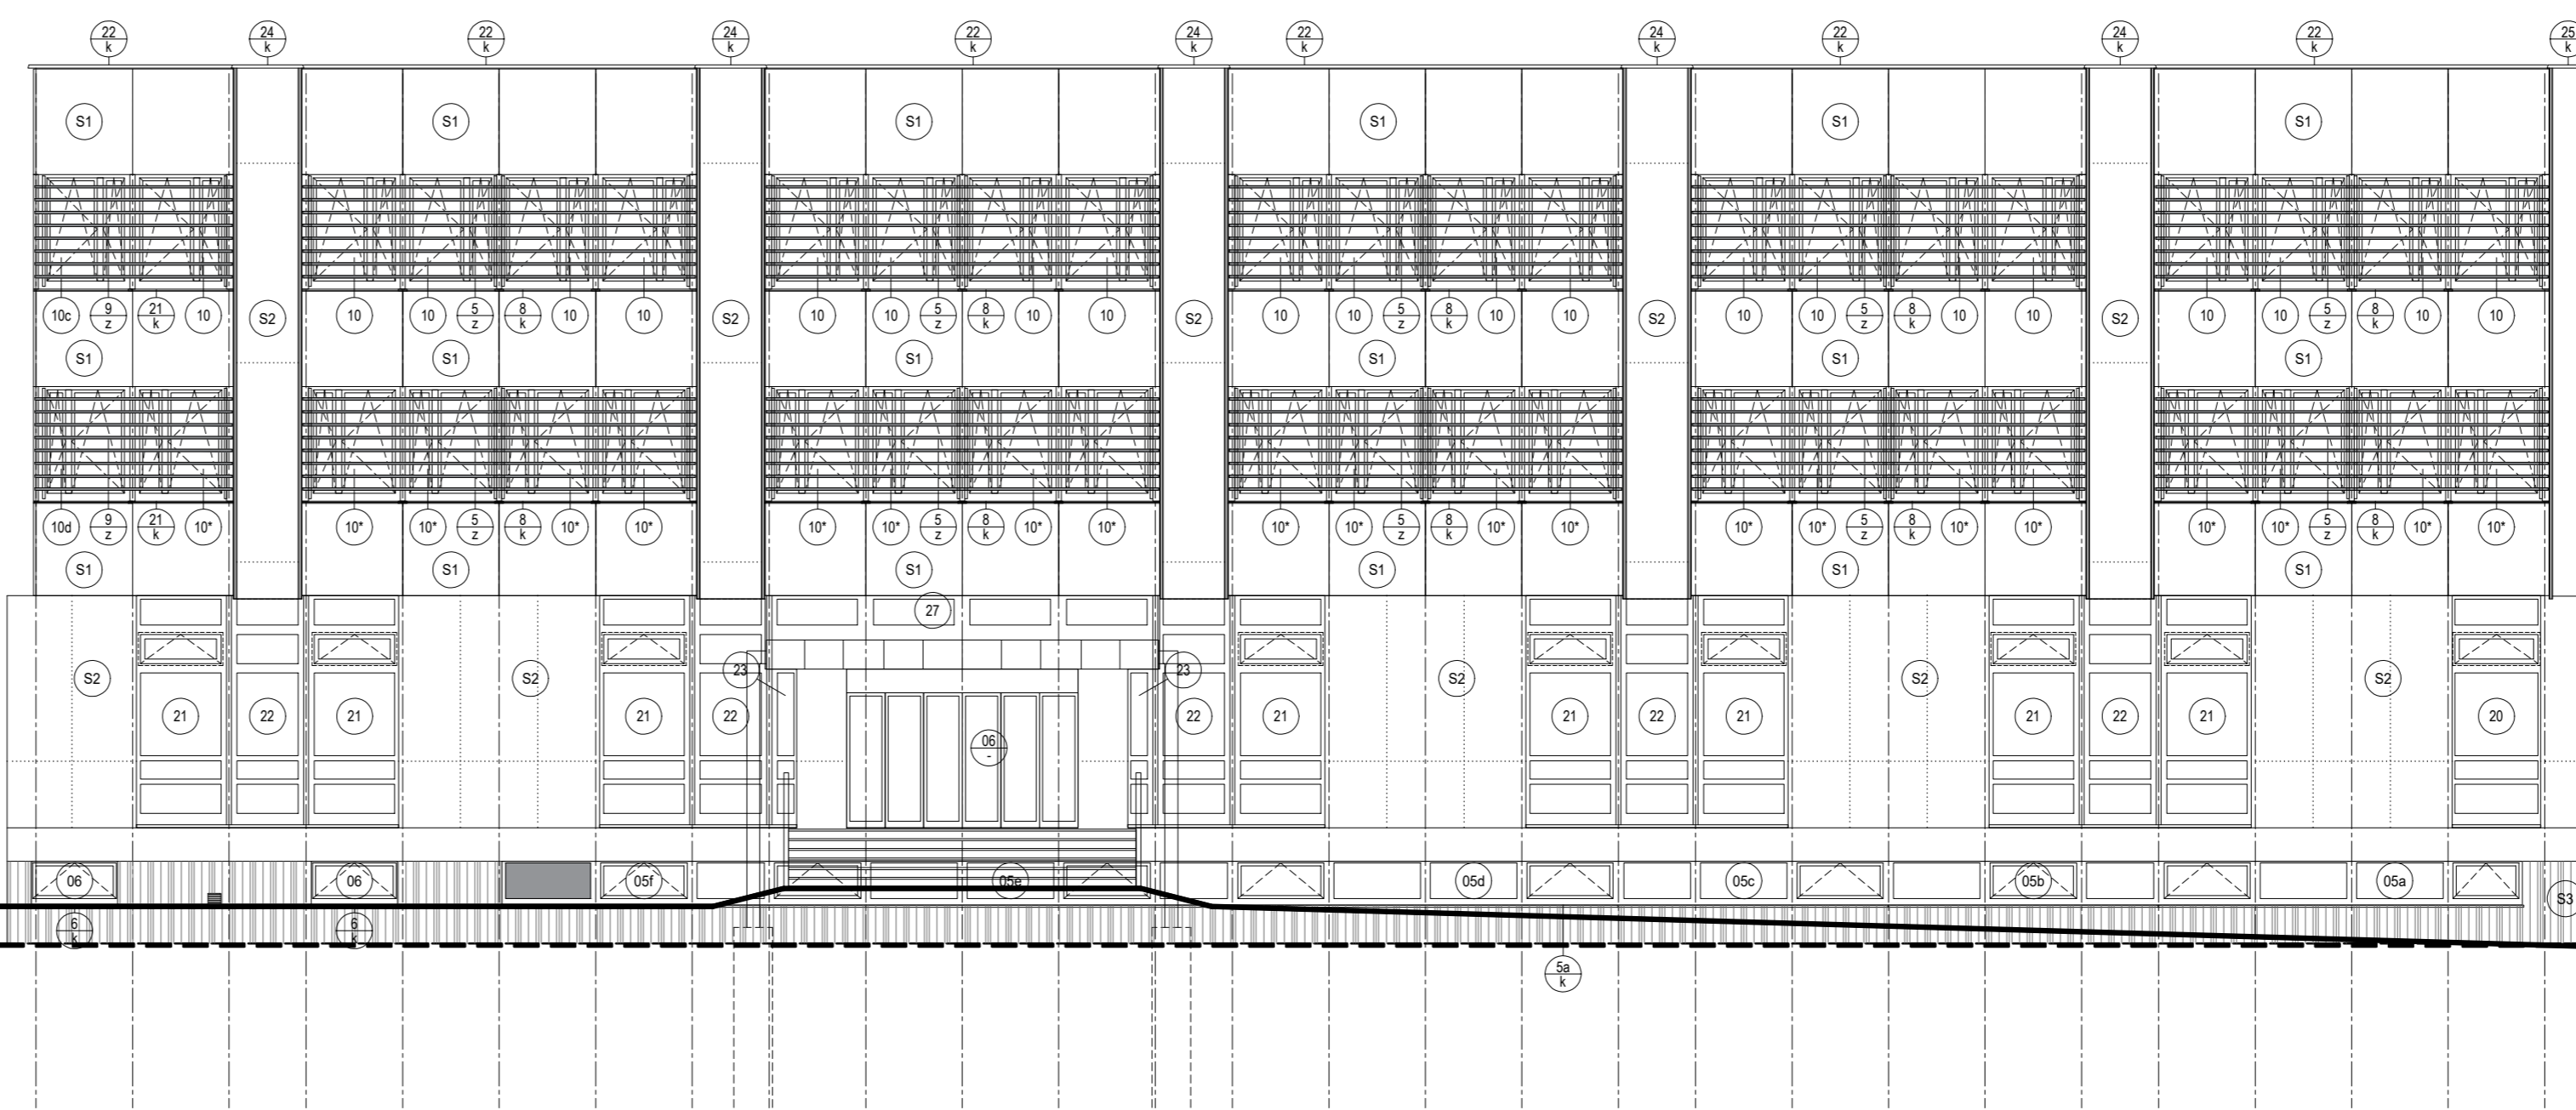 22 24 22 24 22 24 22 24 22 24 22 25
k k k k k k k k k k k k
S1 S1 S1 S1 S1 S1
10c 9 21 10 10 10 5 8 10 10 10 10 5 8 10 10 10 10 5 8 10 10 10 10 5 8 10 10 10 10 5 8 10 10
z k z k z k z k z k z k
S2 S2 S2 S2 S2
S1 S1 S1 S1 S1 S1
10d 9 21 10* 10* 10* 5 8 10* 10* 10* 10* 5 8 10* 10* 10* 10* 5 8 10* 10* 10* 10* 5 8 10* 10* 10* 10* 5 8 10* 10*
z k z k z k z k z k z k
S1 S1 S1 S1 S1 S1
27
23 23
S2 S2 S2 S2 S2
21 22 21 21 22 22 21 21 22 21 21 22 21 20
06
-
06 06 05f 05e 05d 05c 05b 05a
S3
6 6
k k
5a
k